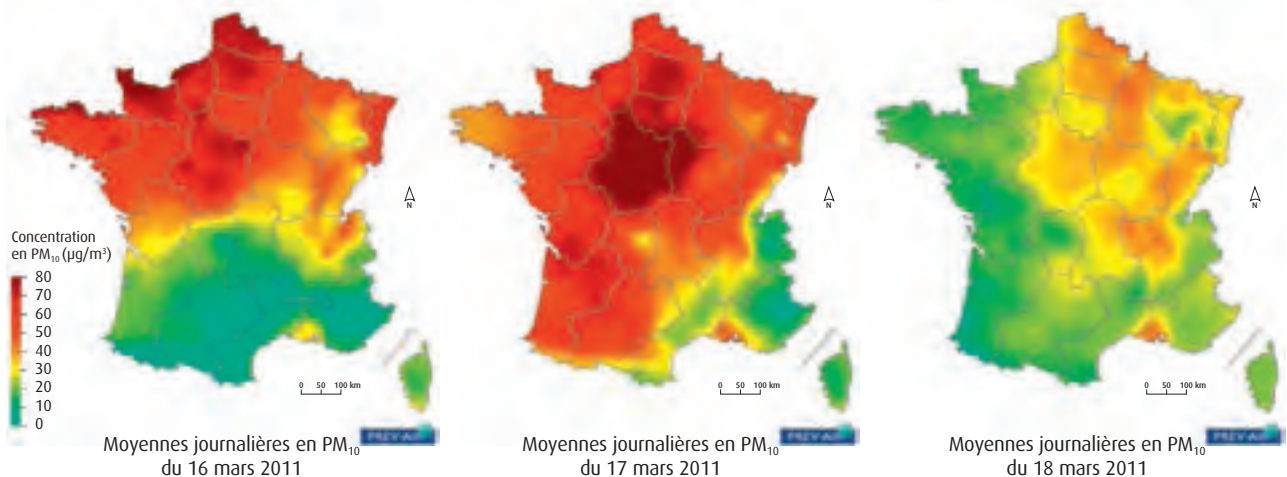 Concentration
en PM₁₀ (µg/m³)
80
70
60
50
40
30
20
10
0
N
0 50 100 km
PREV'AIR
Moyennes journalières en PM₁₀
du 16 mars 2011
N
0 50 100 km
PREV'AIR
Moyennes journalières en PM₁₀
du 17 mars 2011
N
0 50 100 km
PREV'AIR
Moyennes journalières en PM₁₀
du 18 mars 2011